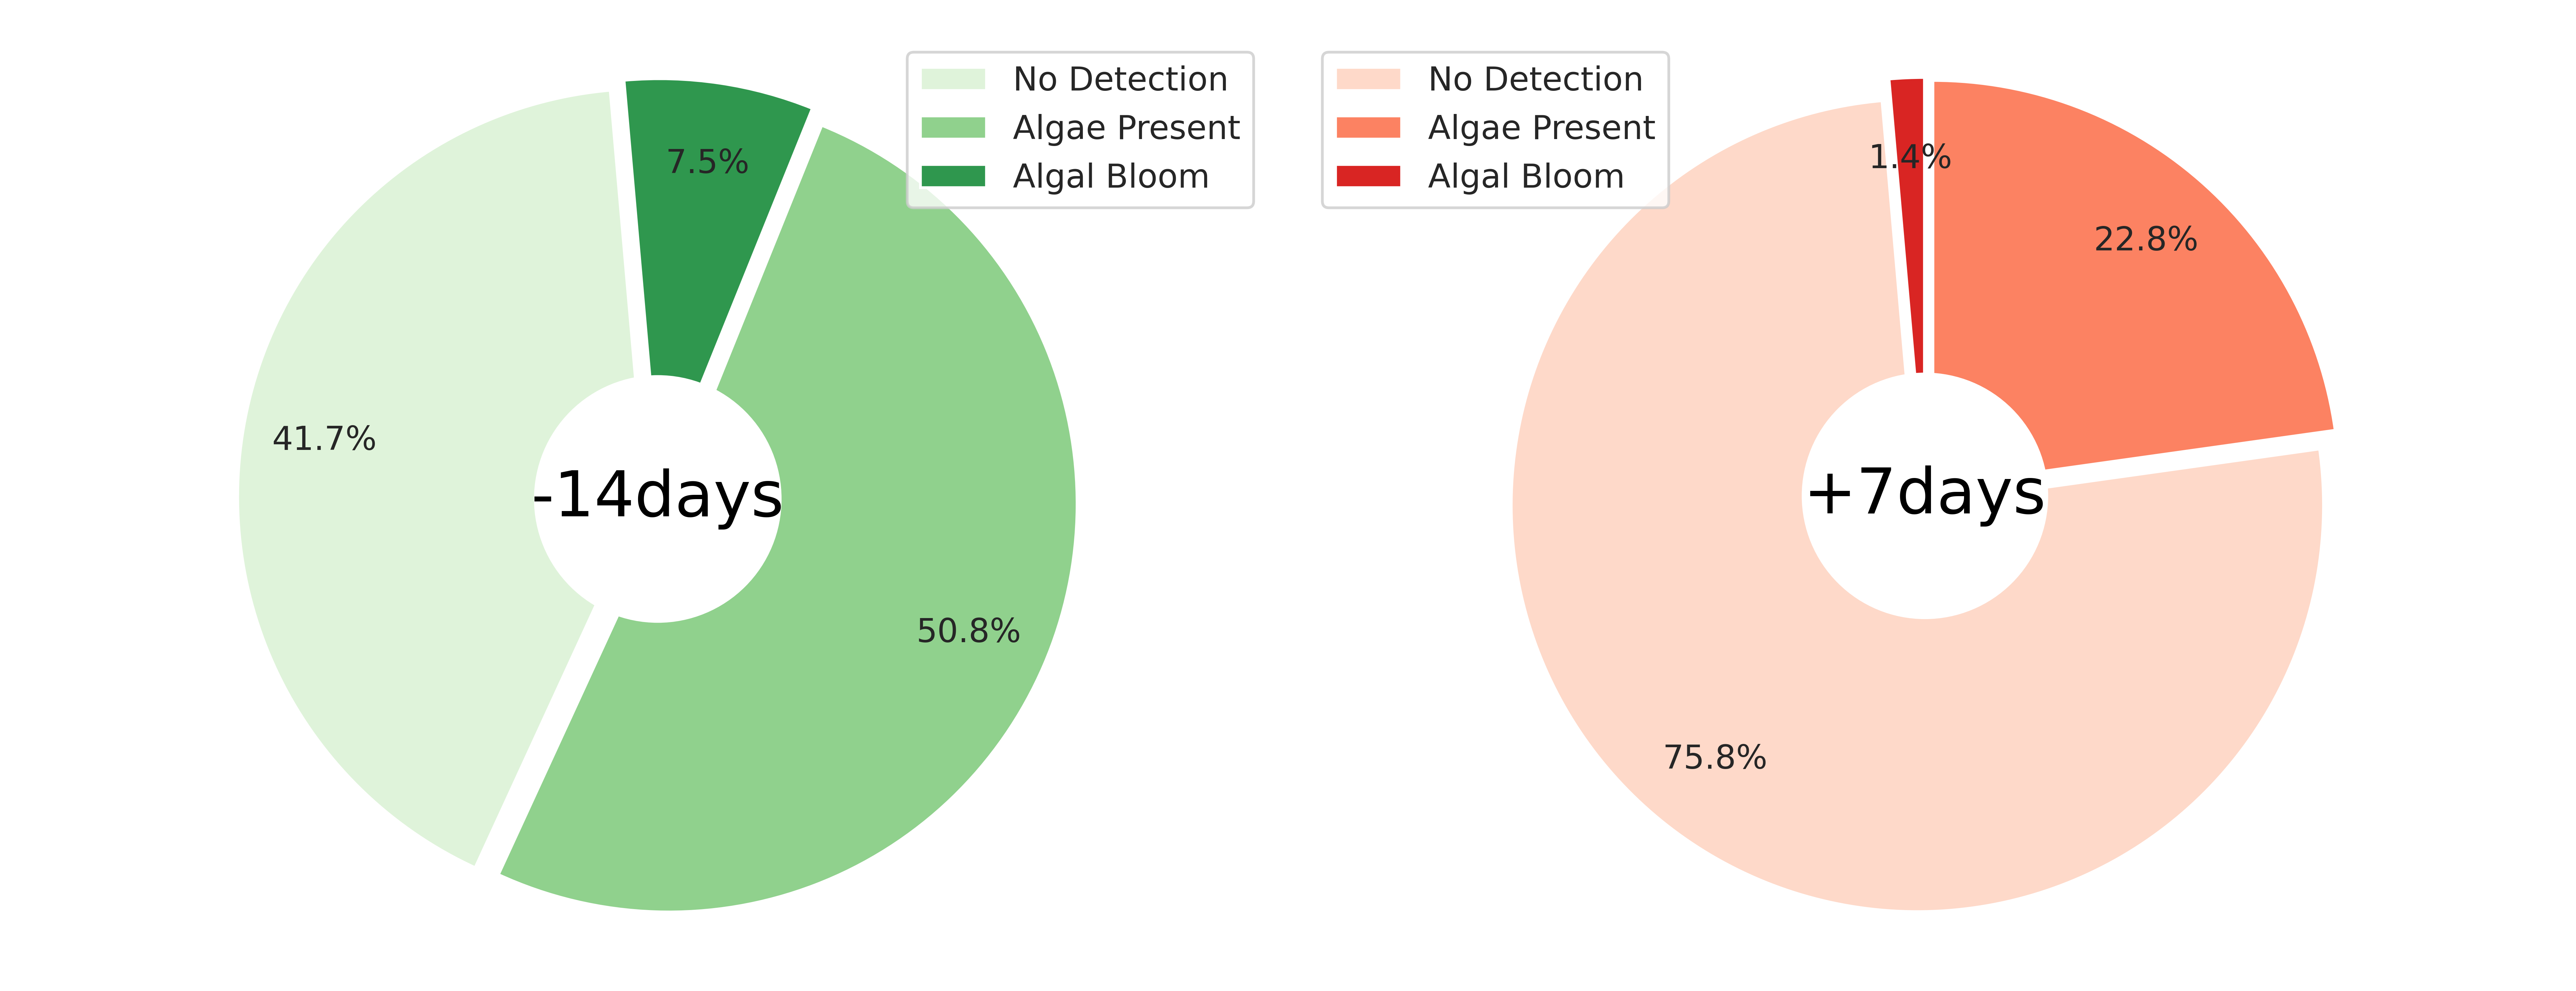 No Detection
Algae Present
Algal Bloom
7.5%
41.7%
-14days
50.8%
No Detection
Algae Present
Algal Bloom
1.4%
22.8%
+7days
75.8%